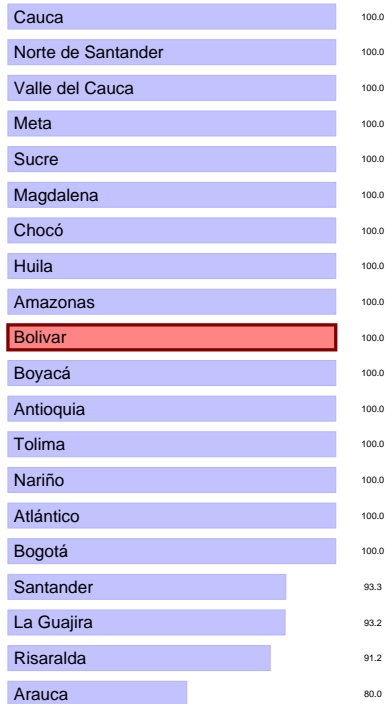 Cauca 100.0
Norte de Santander 100.0
Valle del Cauca 100.0
Meta 100.0
Sucre 100.0
Magdalena 100.0
Chocó 100.0
Huila 100.0
Amazonas 100.0
Bolivar 100.0
Boyacá 100.0
Antioquia 100.0
Tolima 100.0
Nariño 100.0
Atlántico 100.0
Bogotá 100.0
Santander 93.3
La Guajira 93.2
Risaralda 91.2
Arauca 80.0